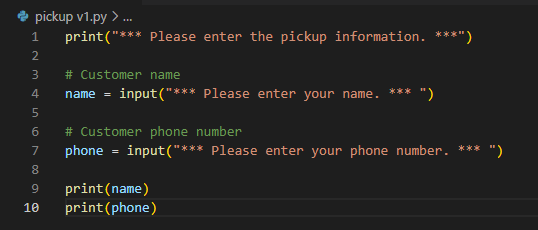 pickup v1.py > ...
1 print("*** Please enter the pickup information. ***")
2
3 # Customer name
4 name = input("*** Please enter your name. *** ")
5
6 # Customer phone number
7 phone = input("*** Please enter your phone number. *** ")
8
9 print(name)
10 print(phone)